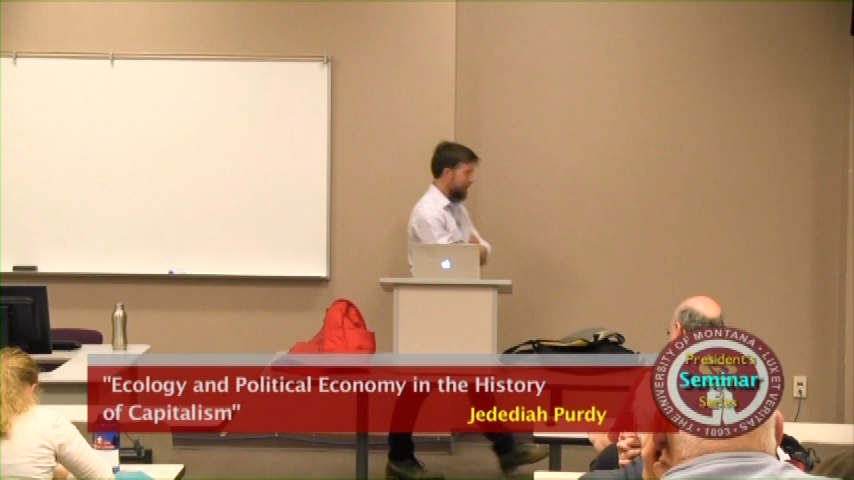 "Ecology and Political Economy in the History
of Capitalism"
Jedediah Purdy
THE UNIVERSITY OF MONTANA · LUX ET VERITAS
· 1893 ·
President's
Seminar
Series